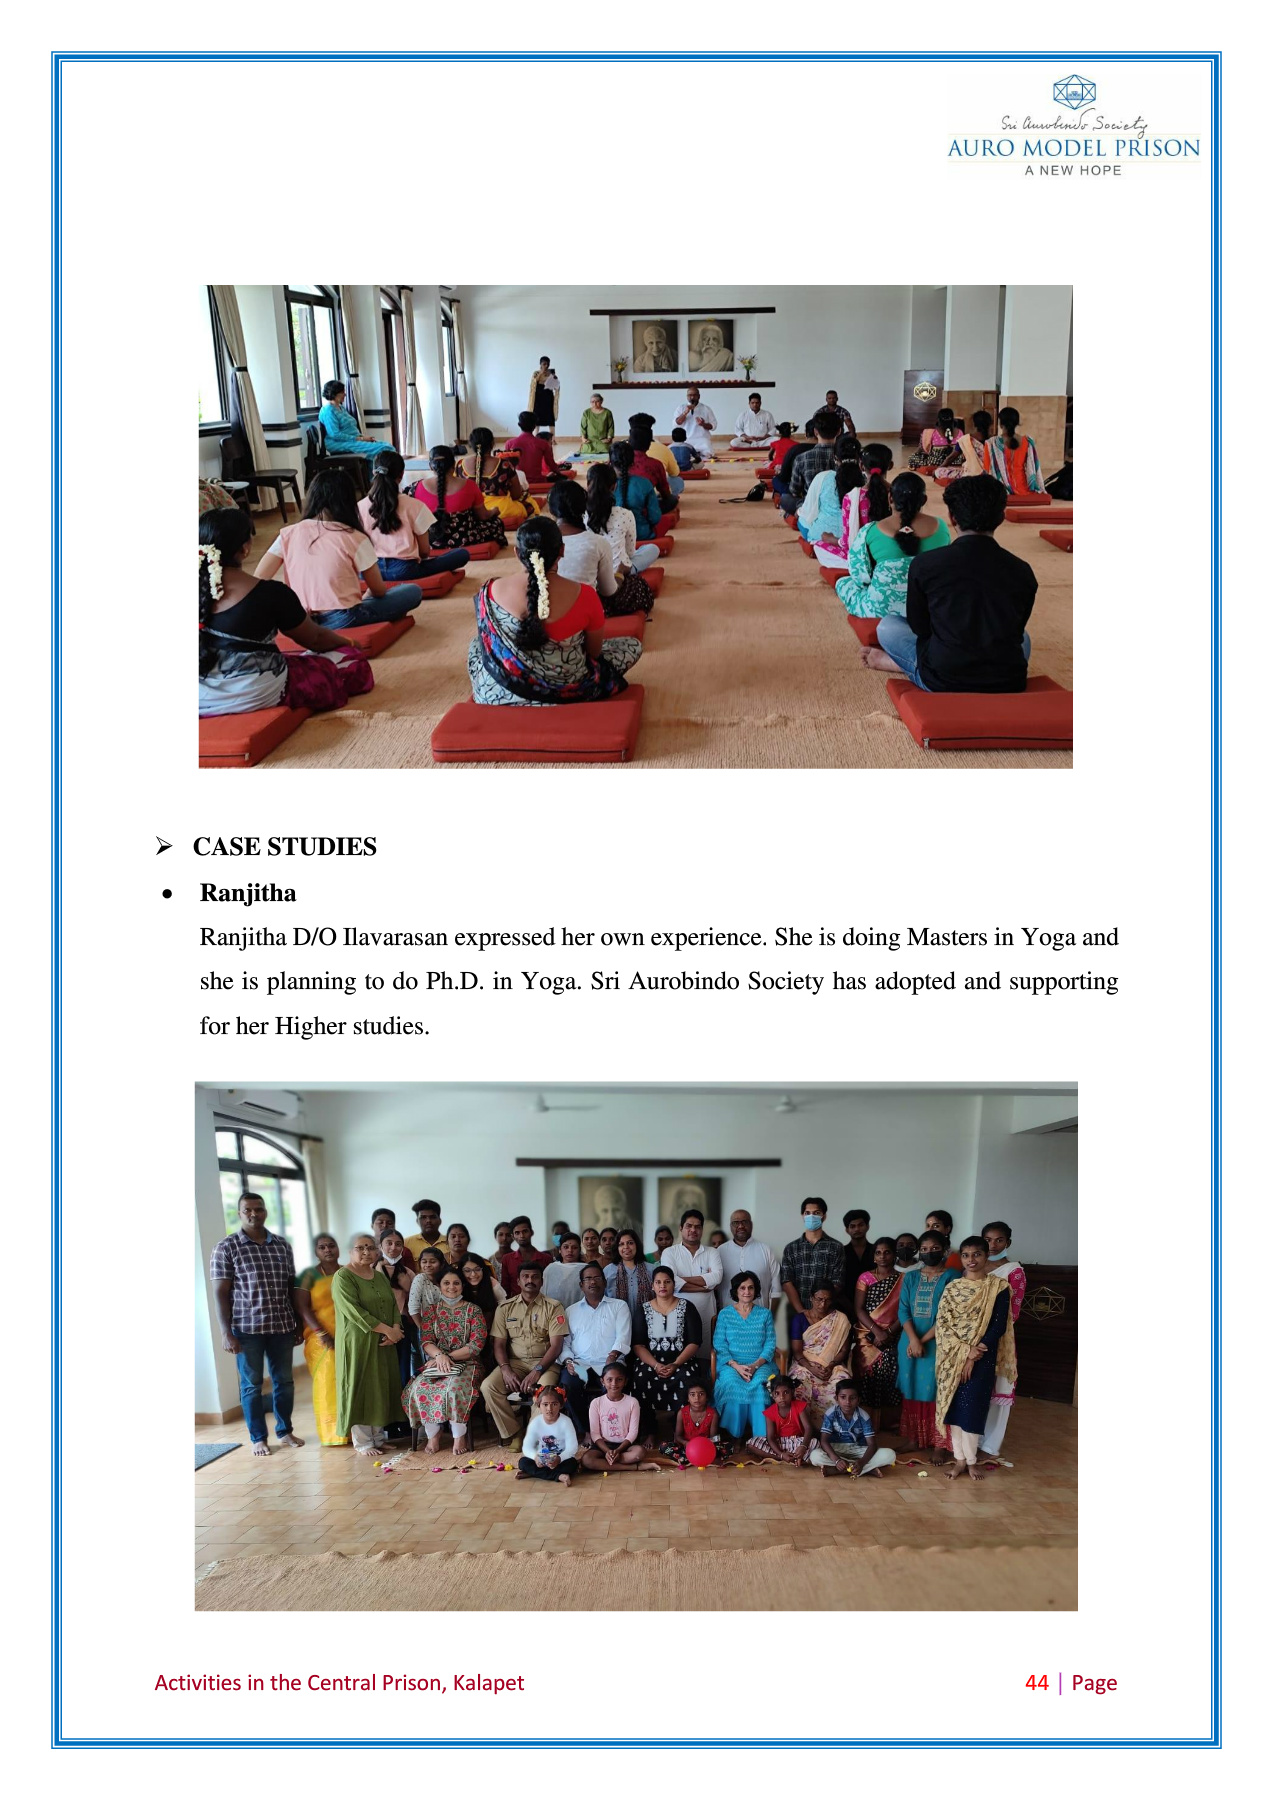 Sri Aurobindo Society
AURO MODEL PRISON
A NEW HOPE
➢ CASE STUDIES
• Ranjitha
Ranjitha D/O Ilavarasan expressed her own experience. She is doing Masters in Yoga and
she is planning to do Ph.D. in Yoga. Sri Aurobindo Society has adopted and supporting
for her Higher studies.
Activities in the Central Prison, Kalapet 44 | Page